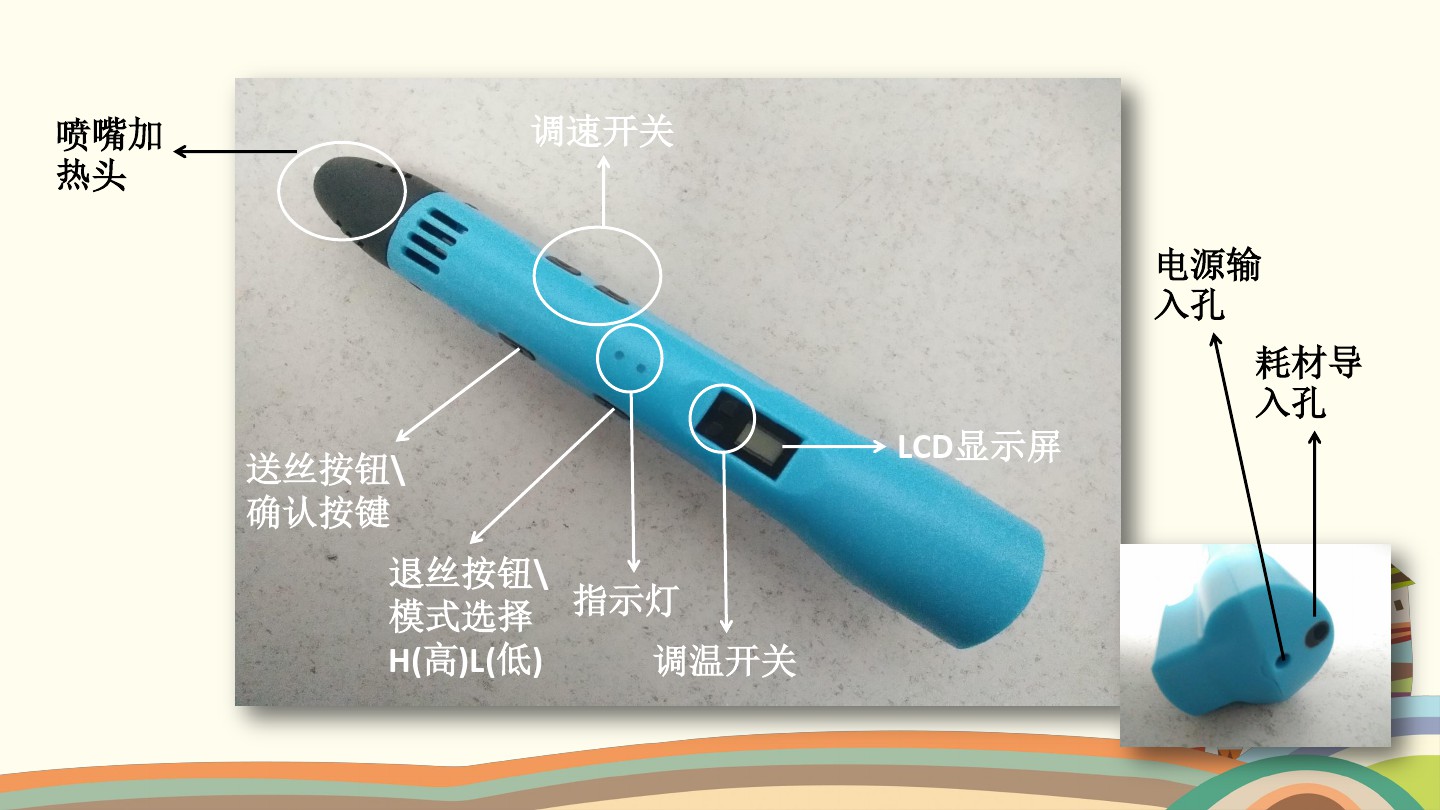 喷嘴加
热头
调速开关
电源输
入孔
耗材导
入孔
LCD显示屏
送丝按钮\
确认按键
退丝按钮\
模式选择
H(高)L(低)
指示灯
调温开关